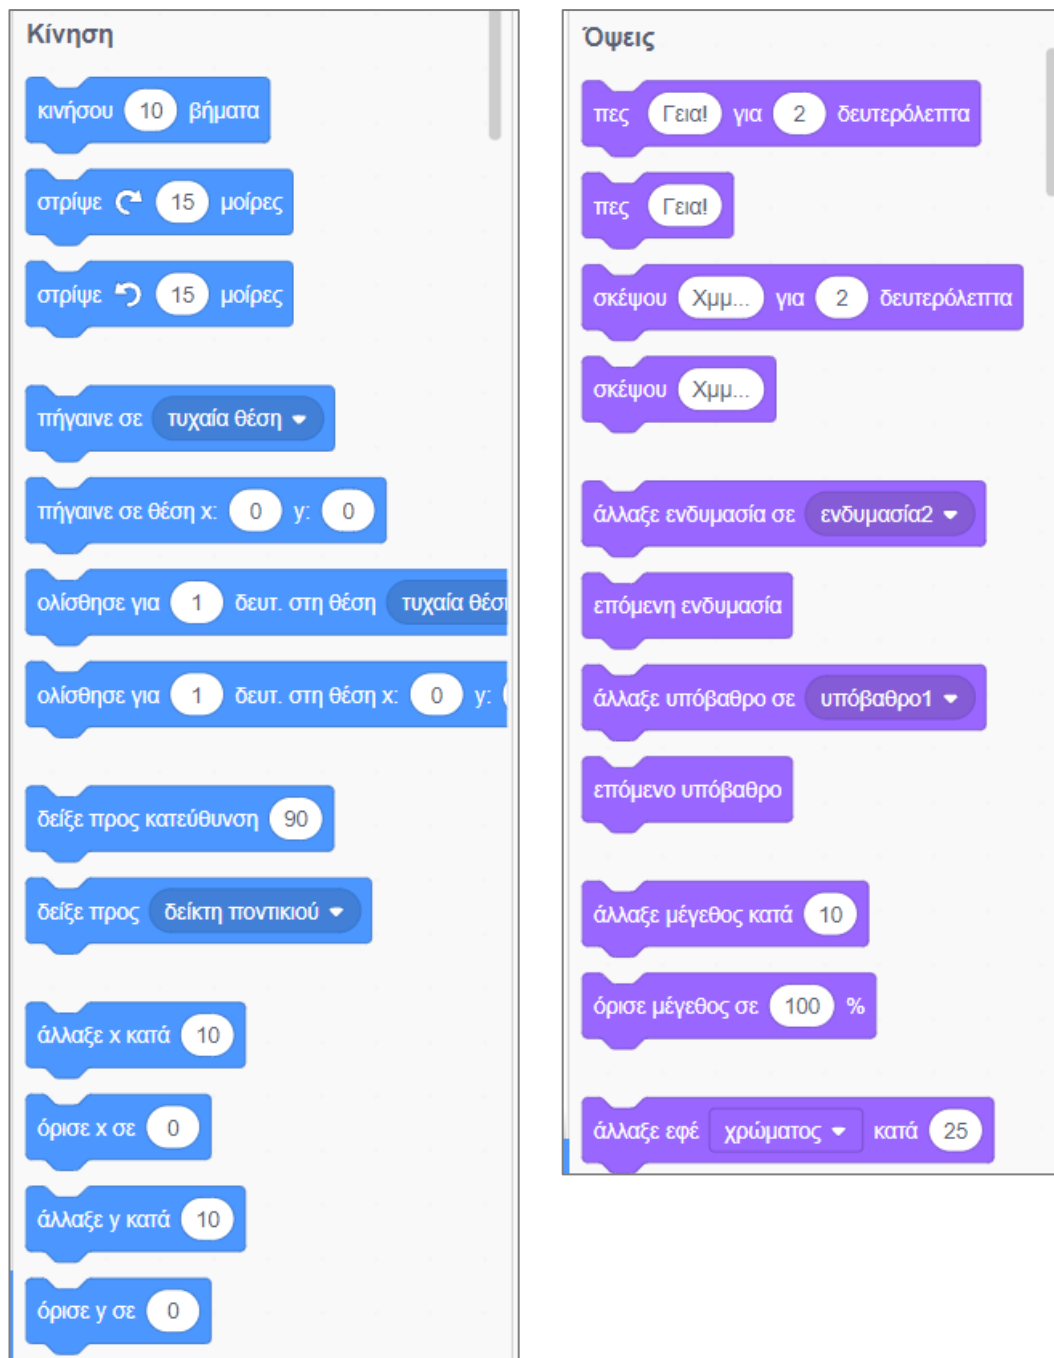 Κίνηση
κινήσου 10 βήματα
στρίψε 15 μοίρες
στρίψε 15 μοίρες
πήγαινε σε τυχαία θέση
πήγαινε σε θέση x: 0 y: 0
ολίσθησε για 1 δευτ. στη θέση τυχαία θέσ
ολίσθησε για 1 δευτ. στη θέση x: 0 y:
δείξε προς κατεύθυνση 90
δείξε προς δείκτη ποντικιού
άλλαξε x κατά 10
όρισε x σε 0
άλλαξε y κατά 10
όρισε y σε 0
Όψεις
πες Γεια! για 2 δευτερόλεπτα
πες Γεια!
σκέψου Χμμ... για 2 δευτερόλεπτα
σκέψου Χμμ...
άλλαξε ενδυμασία σε ενδυμασία2
επόμενη ενδυμασία
άλλαξε υπόβαθρο σε υπόβαθρο1
επόμενο υπόβαθρο
άλλαξε μέγεθος κατά 10
όρισε μέγεθος σε 100 %
άλλαξε εφέ χρώματος κατά 25